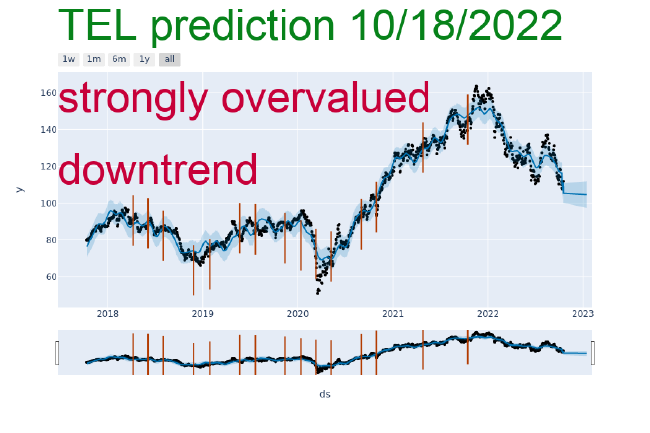 TEL prediction 10/18/2022
1w 1m 6m 1y all
strongly overvalued
downtrend
y
160
140
120
100
80
60
2018 2019 2020 2021 2022 2023
ds